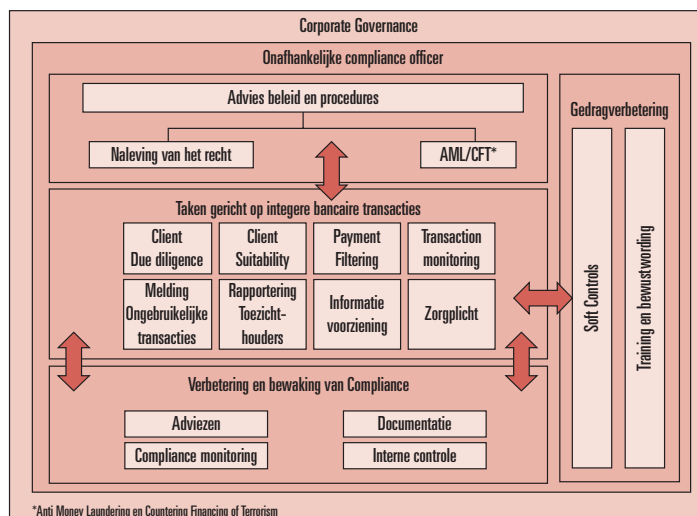 Corporate Governance
Onafhankelijke compliance officer
Advies beleid en procedures
Naleving van het recht
AML/CFT*
Taken gericht op integere bancaire transacties
Client
Due diligence
Client
Suitability
Payment
Filtering
Transaction
monitoring
Melding
Ongebruikelijke
transacties
Rapportering
Toezicht-
houders
Informatie
voorziening
Zorgplicht
Verbetering en bewaking van Compliance
Adviezen
Documentatie
Compliance monitoring
Interne controle
Gedragverbetering
Soft Controls
Training en bewustwording
*Anti Money Laundering en Countering Financing of Terrorism